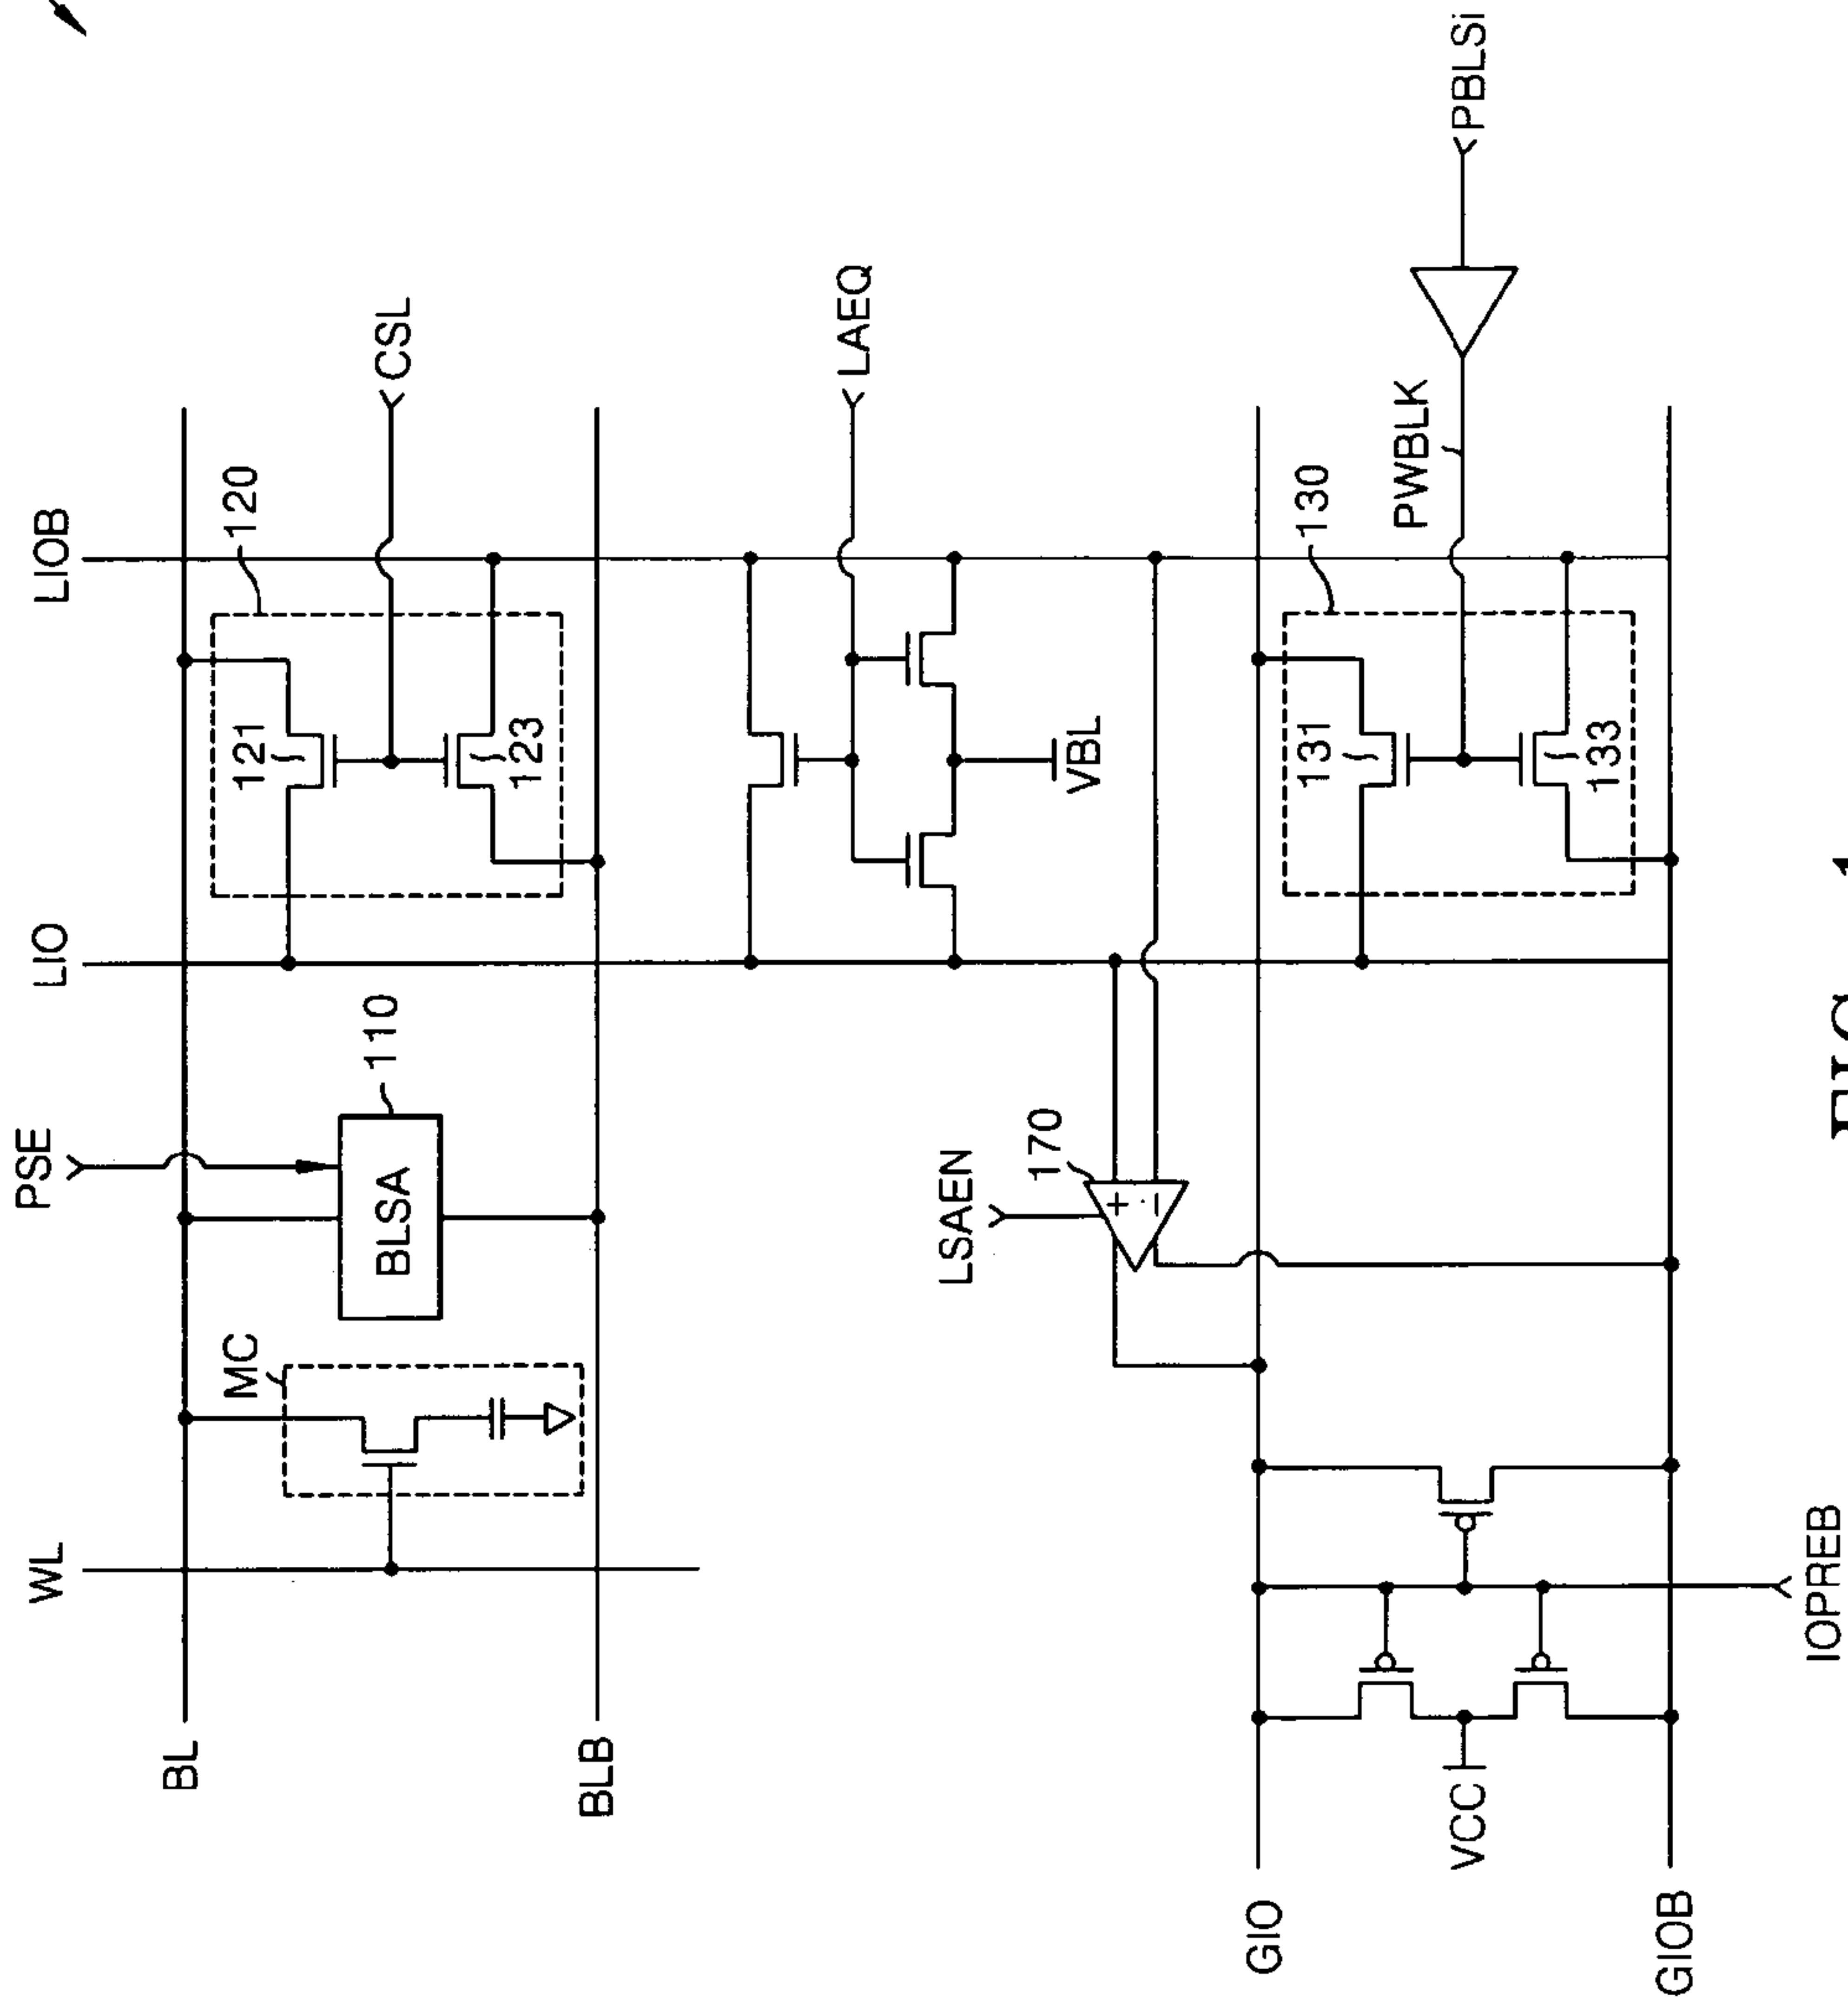 LIOB
LIO
PSE
WL
120
CSL
121
123
110
BLSA
MC
BL
BLB
LAEQ
VBL
LSAEN
170
+
−
130
131
133
PWBLK
PBLSi
GIO
GIOB
VCC
IOPREB